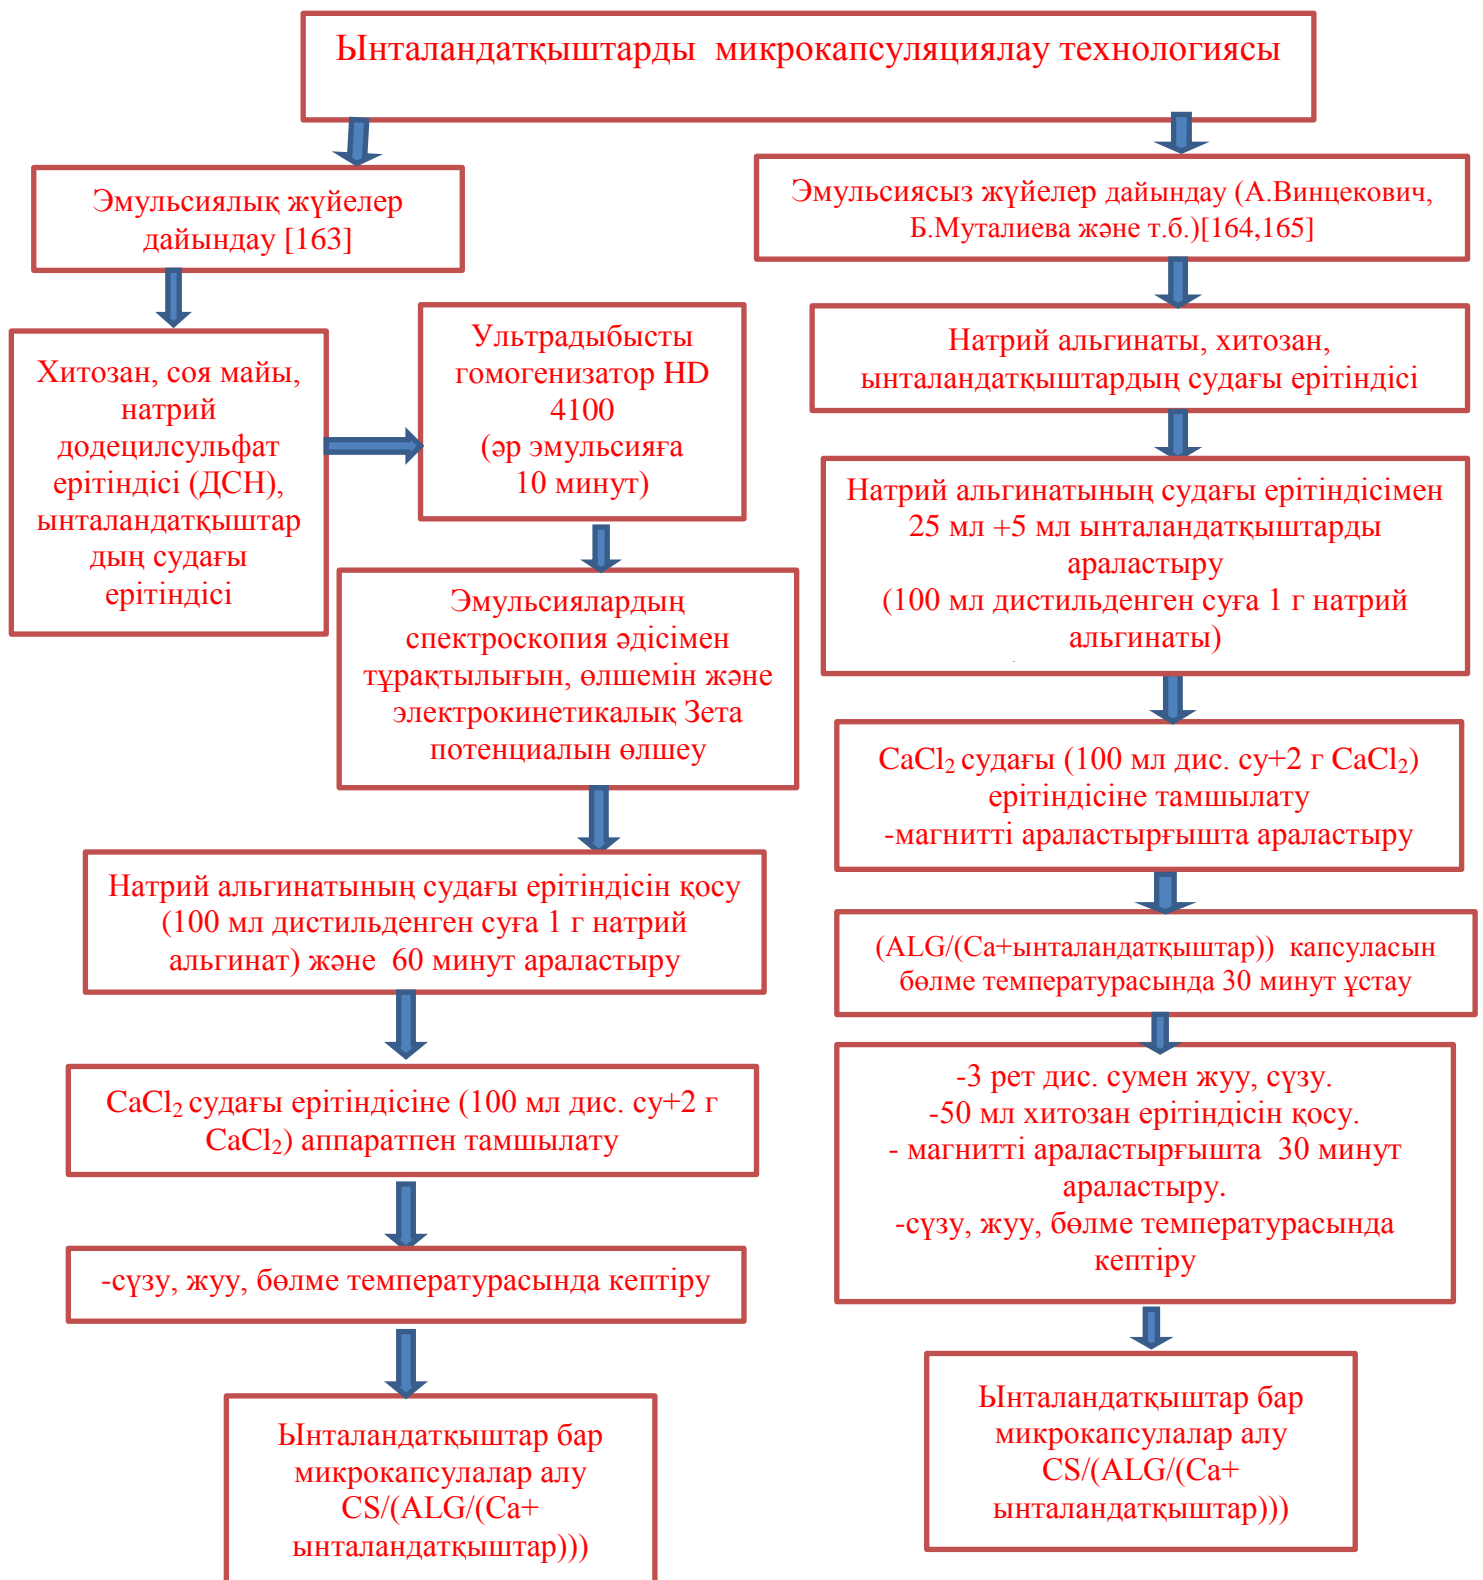 Ынталандатқыштарды микрокапсуляциялау технологиясы
Эмульсиялық жүйелер
дайындау [163]
Хитозан, соя майы,
натрий
додецилсульфат
ерітіндісі (ДСН),
ынталандатқыштар
дың судағы
ерітіндісі
Ультрадыбысты
гомогенизатор HD
4100
(әр эмульсияға
10 минут)
Эмульсиялардың
спектроскопия әдісімен
тұрақтылығын, өлшемін және
электрокинетикалық Зета
потенциалын өлшеу
Натрий альгинатының судағы ерітіндісін қосу
(100 мл дистильденген суға 1 г натрий
альгинат) және 60 минут араластыру
CaCl₂ судағы ерітіндісіне (100 мл дис. су+2 г
CaCl₂) аппаратпен тамшылату
-сүзу, жуу, бөлме температурасында кептіру
Ынталандатқыштар бар
микрокапсулалар алу
CS/(ALG/(Ca+
ынталандатқыштар)))
Эмульсиясыз жүйелер дайындау (А.Винцекович,
Б.Муталиева және т.б.)[164,165]
Натрий альгинаты, хитозан,
ынталандатқыштардың судағы ерітіндісі
Натрий альгинатының судағы ерітіндісімен
25 мл +5 мл ынталандатқыштарды
араластыру
(100 мл дистильденген суға 1 г натрий
альгинаты)
CaCl₂ судағы (100 мл дис. су+2 г CaCl₂)
ерітіндісіне тамшылату
-магнитті араластырғышта араластыру
(ALG/(Ca+ынталандатқыштар)) капсуласын
бөлме температурасында 30 минут ұстау
-3 рет дис. сумен жуу, сүзу.
-50 мл хитозан ерітіндісін қосу.
- магнитті араластырғышта 30 минут
араластыру.
-сүзу, жуу, бөлме температурасында
кептіру
Ынталандатқыштар бар
микрокапсулалар алу
CS/(ALG/(Ca+
ынталандатқыштар)))